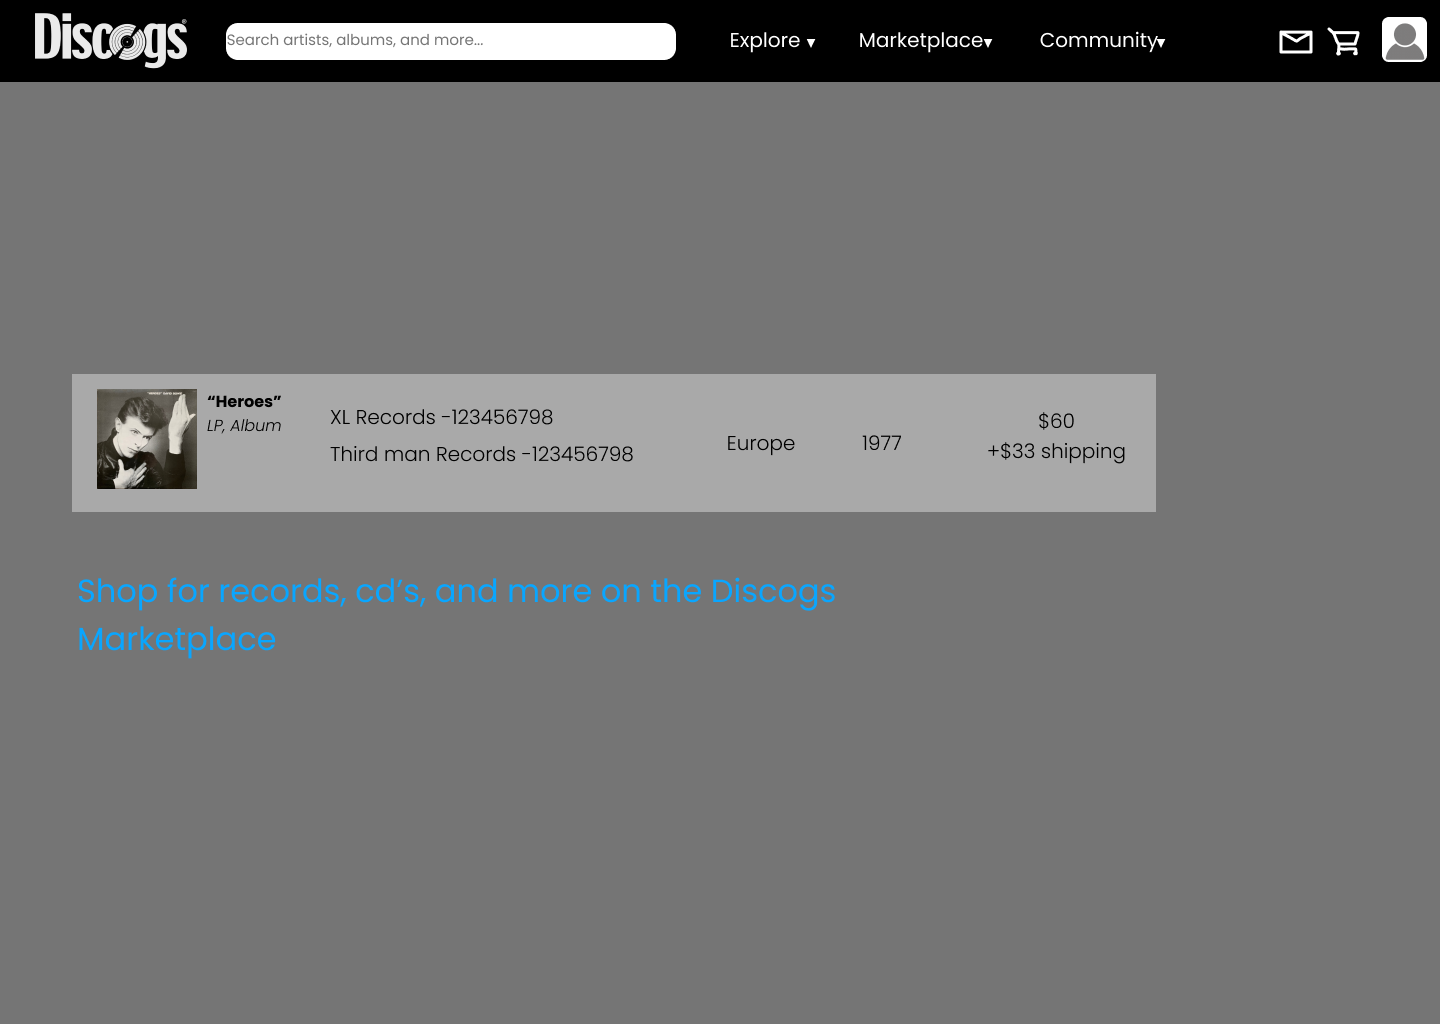 Discogs
Search artists, albums, and more...
Explore ▾
Marketplace▾
Community▾
“Heroes”
LP, Album
XL Records -123456798
Third man Records -123456798
Europe
1977
$60
+$33 shipping
Shop for records, cd’s, and more on the Discogs
Marketplace